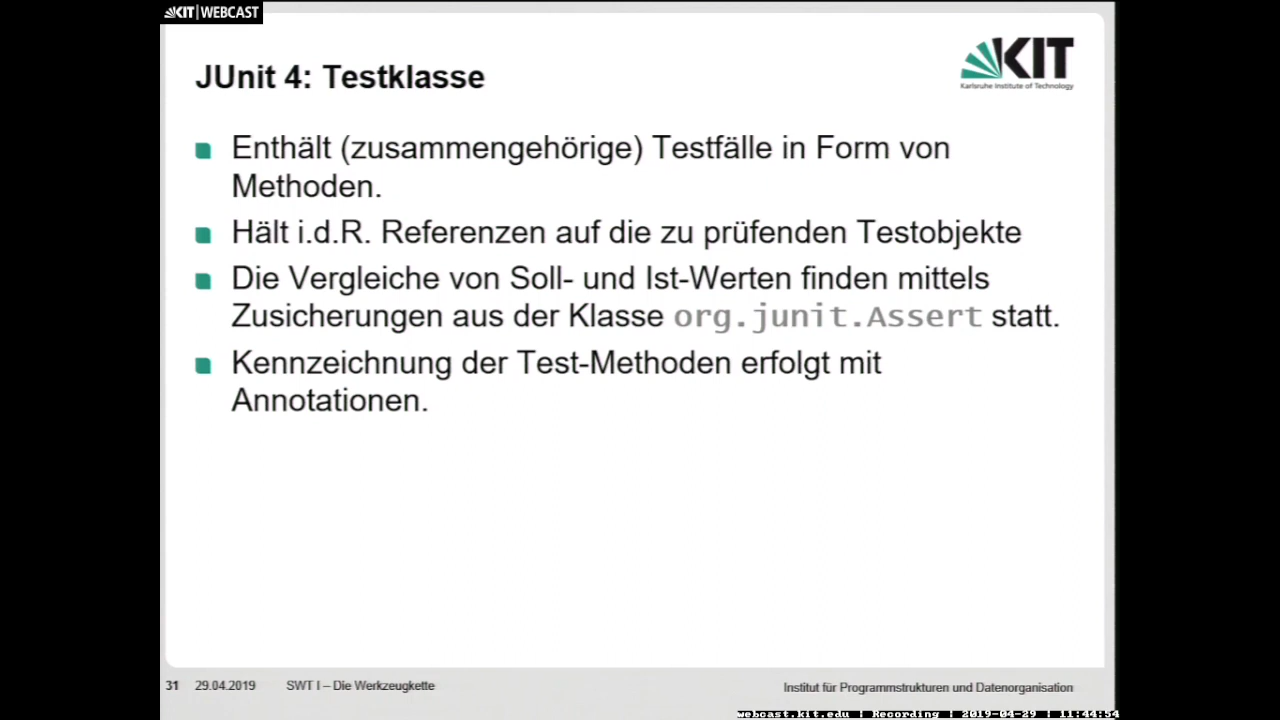 KIT | WEBCAST
JUnit 4: Testklasse
KIT
Karlsruhe Institute of Technology
Enthält (zusammengehörige) Testfälle in Form von
Methoden.
Hält i.d.R. Referenzen auf die zu prüfenden Testobjekte
Die Vergleiche von Soll- und Ist-Werten finden mittels
Zusicherungen aus der Klasse org.junit.Assert statt.
Kennzeichnung der Test-Methoden erfolgt mit
Annotationen.
31 29.04.2019 SWT I – Die Werkzeugkette Institut für Programmstrukturen und Datenorganisation
webcast.kit.edu | Recording | 2019-04-29 | 11:44:54